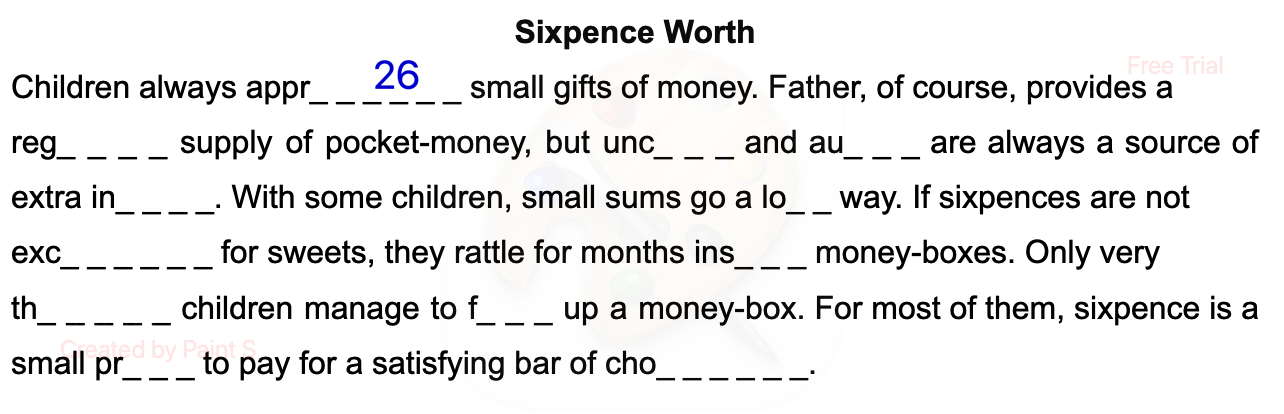 Sixpence Worth
26
Free Trial
Children always appr_ _ _ _ _ _ small gifts of money. Father, of course, provides a
reg_ _ _ _ supply of pocket-money, but unc_ _ _ and au_ _ _ are always a source of
extra in_ _ _ _. With some children, small sums go a lo_ _ way. If sixpences are not
exc_ _ _ _ _ _ for sweets, they rattle for months ins_ _ _ money-boxes. Only very
th_ _ _ _ _ children manage to f_ _ _ up a money-box. For most of them, sixpence is a
Created by Paint S
small pr_ _ _ to pay for a satisfying bar of cho_ _ _ _ _ _.